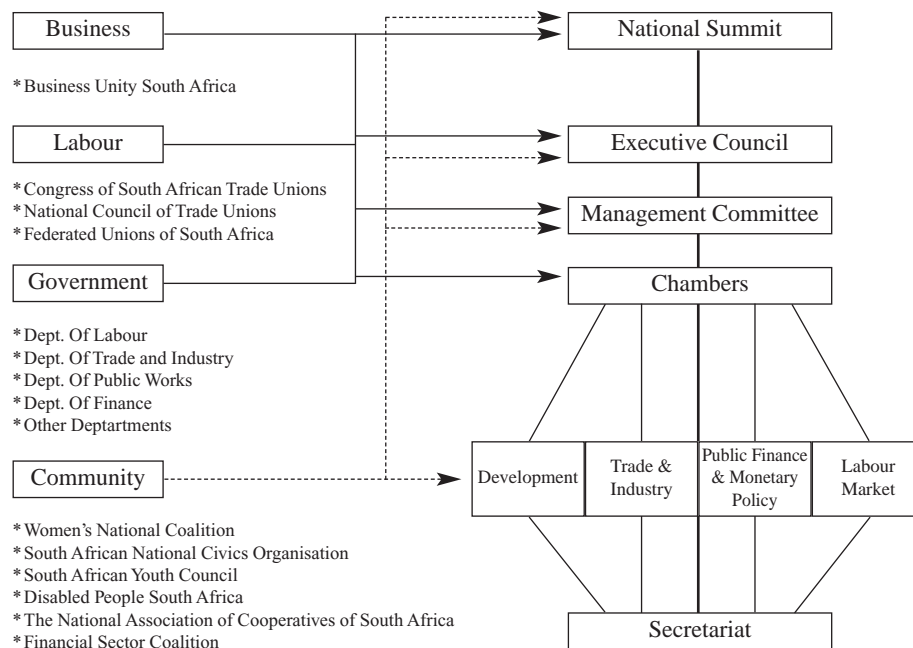 Business
* Business Unity South Africa
Labour
* Congress of South African Trade Unions
* National Council of Trade Unions
* Federated Unions of South Africa
Government
* Dept. Of Labour
* Dept. Of Trade and Industry
* Dept. Of Public Works
* Dept. Of Finance
* Other Deptartments
Community
* Women’s National Coalition
* South African National Civics Organisation
* South African Youth Council
* Disabled People South Africa
* The National Association of Cooperatives of South Africa
* Financial Sector Coalition
National Summit
Executive Council
Management Committee
Chambers
Development
Trade &
Industry
Public Finance
& Monetary
Policy
Labour
Market
Secretariat